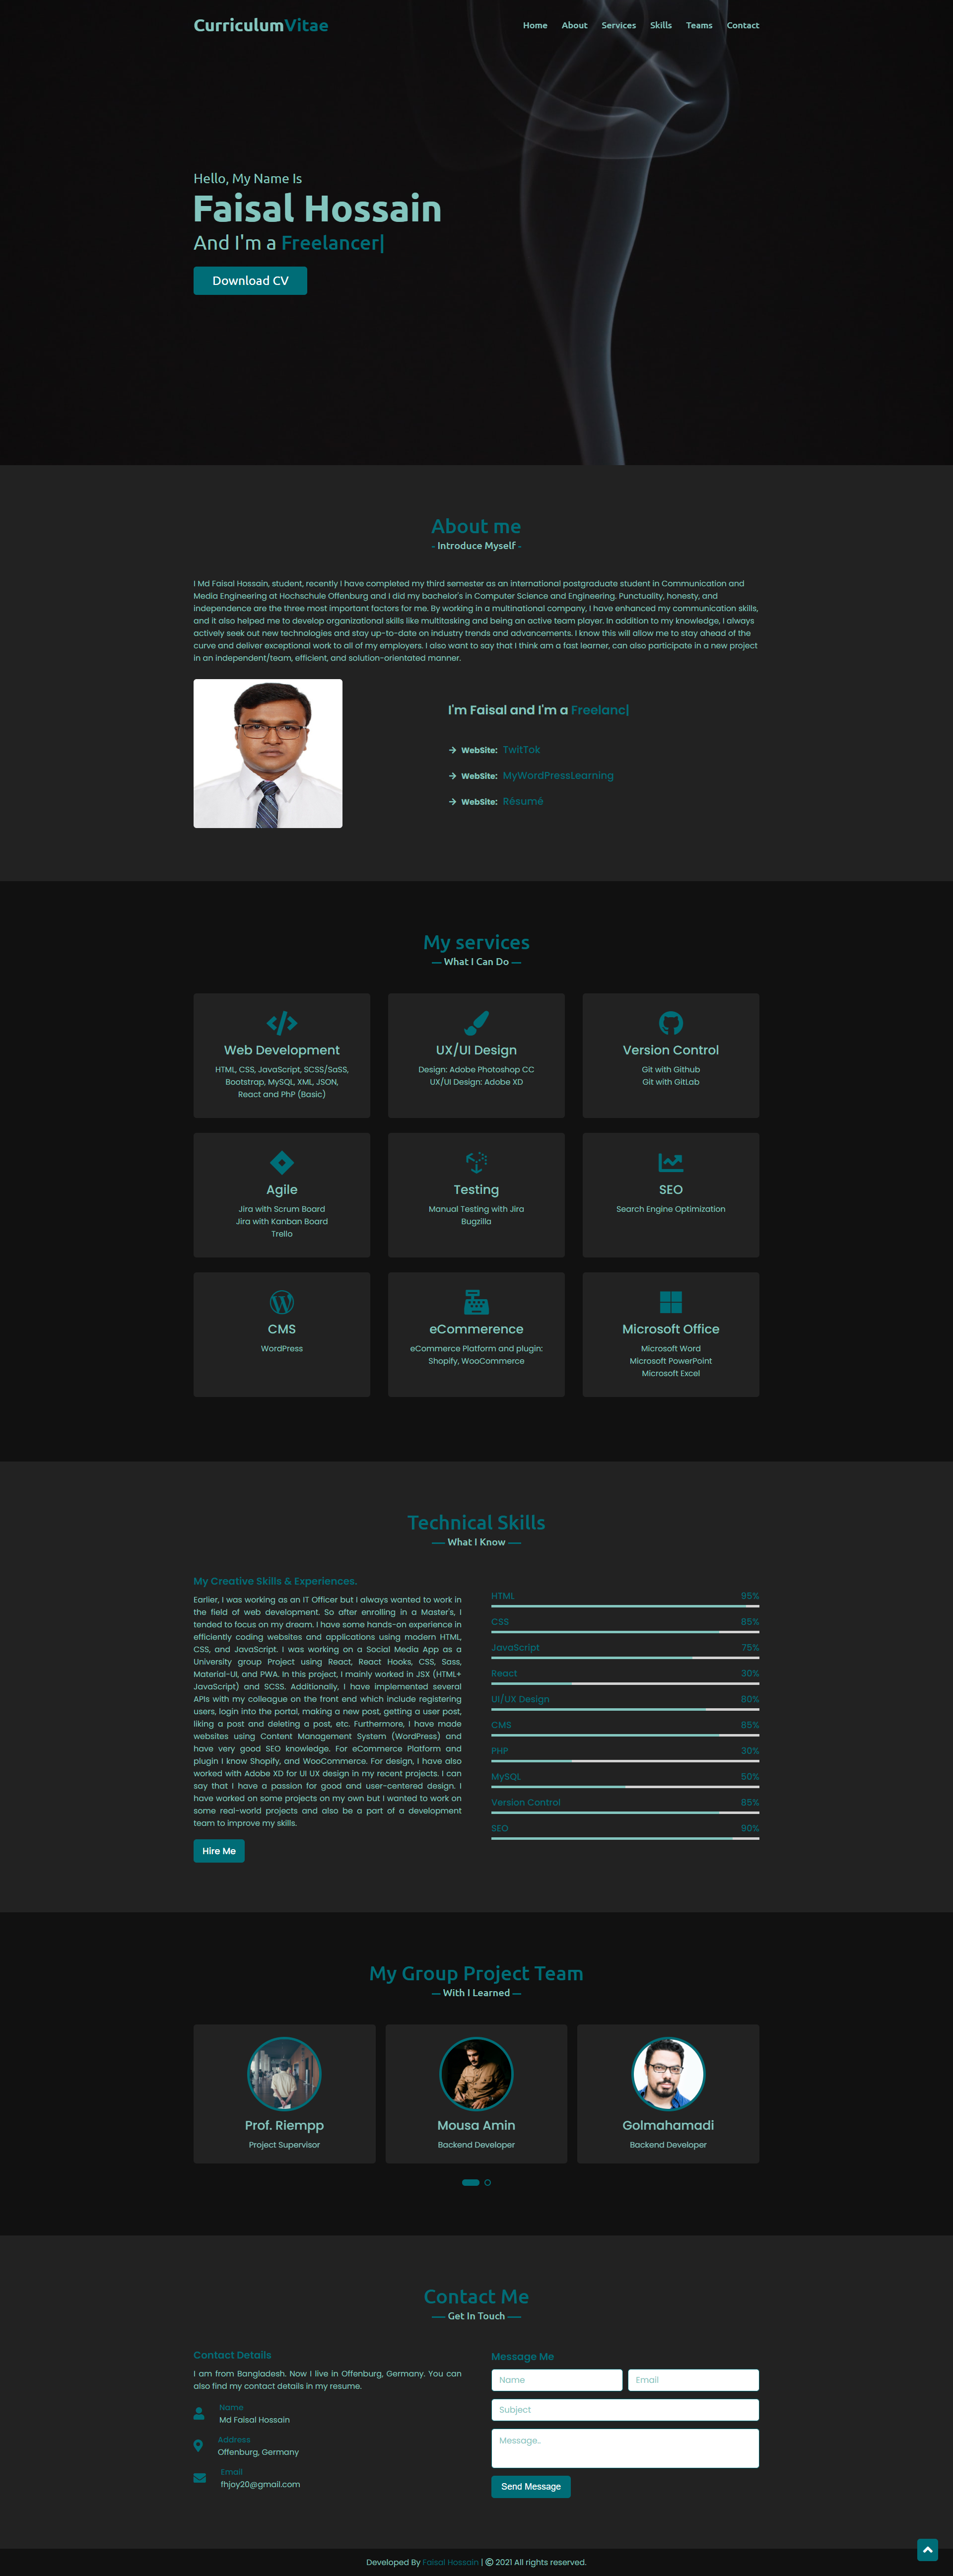 CurriculumVitae
Home About Services Skills Teams Contact
Hello, My Name Is
Faisal Hossain
And I'm a Freelancer|
Download CV
About me
- Introduce Myself -
I Md Faisal Hossain, student, recently I have completed my third semester as an international postgraduate student in Communication and
Media Engineering at Hochschule Offenburg and I did my bachelor's in Computer Science and Engineering. Punctuality, honesty, and
independence are the three most important factors for me. By working in a multinational company, I have enhanced my communication skills,
and it also helped me to develop organizational skills like multitasking and being an active team player. In addition to my knowledge, I always
actively seek out new technologies and stay up-to-date on industry trends and advancements. I know this will allow me to stay ahead of the
curve and deliver exceptional work to all of my employers. I also want to say that I think am a fast learner, can also participate in a new project
in an independent/team, efficient, and solution-orientated manner.
I'm Faisal and I'm a Freelanc|
WebSite: TwitTok
WebSite: MyWordPressLearning
WebSite: Résumé
My services
— What I Can Do —
Web Development
HTML, CSS, JavaScript, SCSS/SaSS,
Bootstrap, MySQL, XML, JSON,
React and PhP (Basic)
UX/UI Design
Design: Adobe Photoshop CC
UX/UI Design: Adobe XD
Version Control
Git with Github
Git with GitLab
Agile
Jira with Scrum Board
Jira with Kanban Board
Trello
Testing
Manual Testing with Jira
Bugzilla
SEO
Search Engine Optimization
CMS
WordPress
eCommerence
eCommerce Platform and plugin:
Shopify, WooCommerce
Microsoft Office
Microsoft Word
Microsoft PowerPoint
Microsoft Excel
Technical Skills
— What I Know —
My Creative Skills & Experiences.
Earlier, I was working as an IT Officer but I always wanted to work in
the field of web development. So after enrolling in a Master's, I
tended to focus on my dream. I have some hands-on experience in
efficiently coding websites and applications using modern HTML,
CSS, and JavaScript. I was working on a Social Media App as a
University group Project using React, React Hooks, CSS, Sass,
Material-UI, and PWA. In this project, I mainly worked in JSX (HTML+
JavaScript) and SCSS. Additionally, I have implemented several
APIs with my colleague on the front end which include registering
users, login into the portal, making a new post, getting a user post,
liking a post and deleting a post, etc. Furthermore, I have made
websites using Content Management System (WordPress) and
have very good SEO knowledge. For eCommerce Platform and
plugin I know Shopify, and WooCommerce. For design, I have also
worked with Adobe XD for UI UX design in my recent projects. I can
say that I have a passion for good and user-centered design. I
have worked on some projects on my own but I wanted to work on
some real-world projects and also be a part of a development
team to improve my skills.
Hire Me
HTML 95%
CSS 85%
JavaScript 75%
React 30%
UI/UX Design 80%
CMS 85%
PHP 30%
MySQL 50%
Version Control 85%
SEO 90%
My Group Project Team
— With I Learned —
Prof. Riempp
Project Supervisor
Mousa Amin
Backend Developer
Golmahamadi
Backend Developer
Contact Me
— Get In Touch —
Contact Details
I am from Bangladesh. Now I live in Offenburg, Germany. You can
also find my contact details in my resume.
Name
Md Faisal Hossain
Address
Offenburg, Germany
Email
fhjoy20@gmail.com
Message Me
Name Email
Subject
Message..
Send Message
Developed By Faisal Hossain | © 2021 All rights reserved.